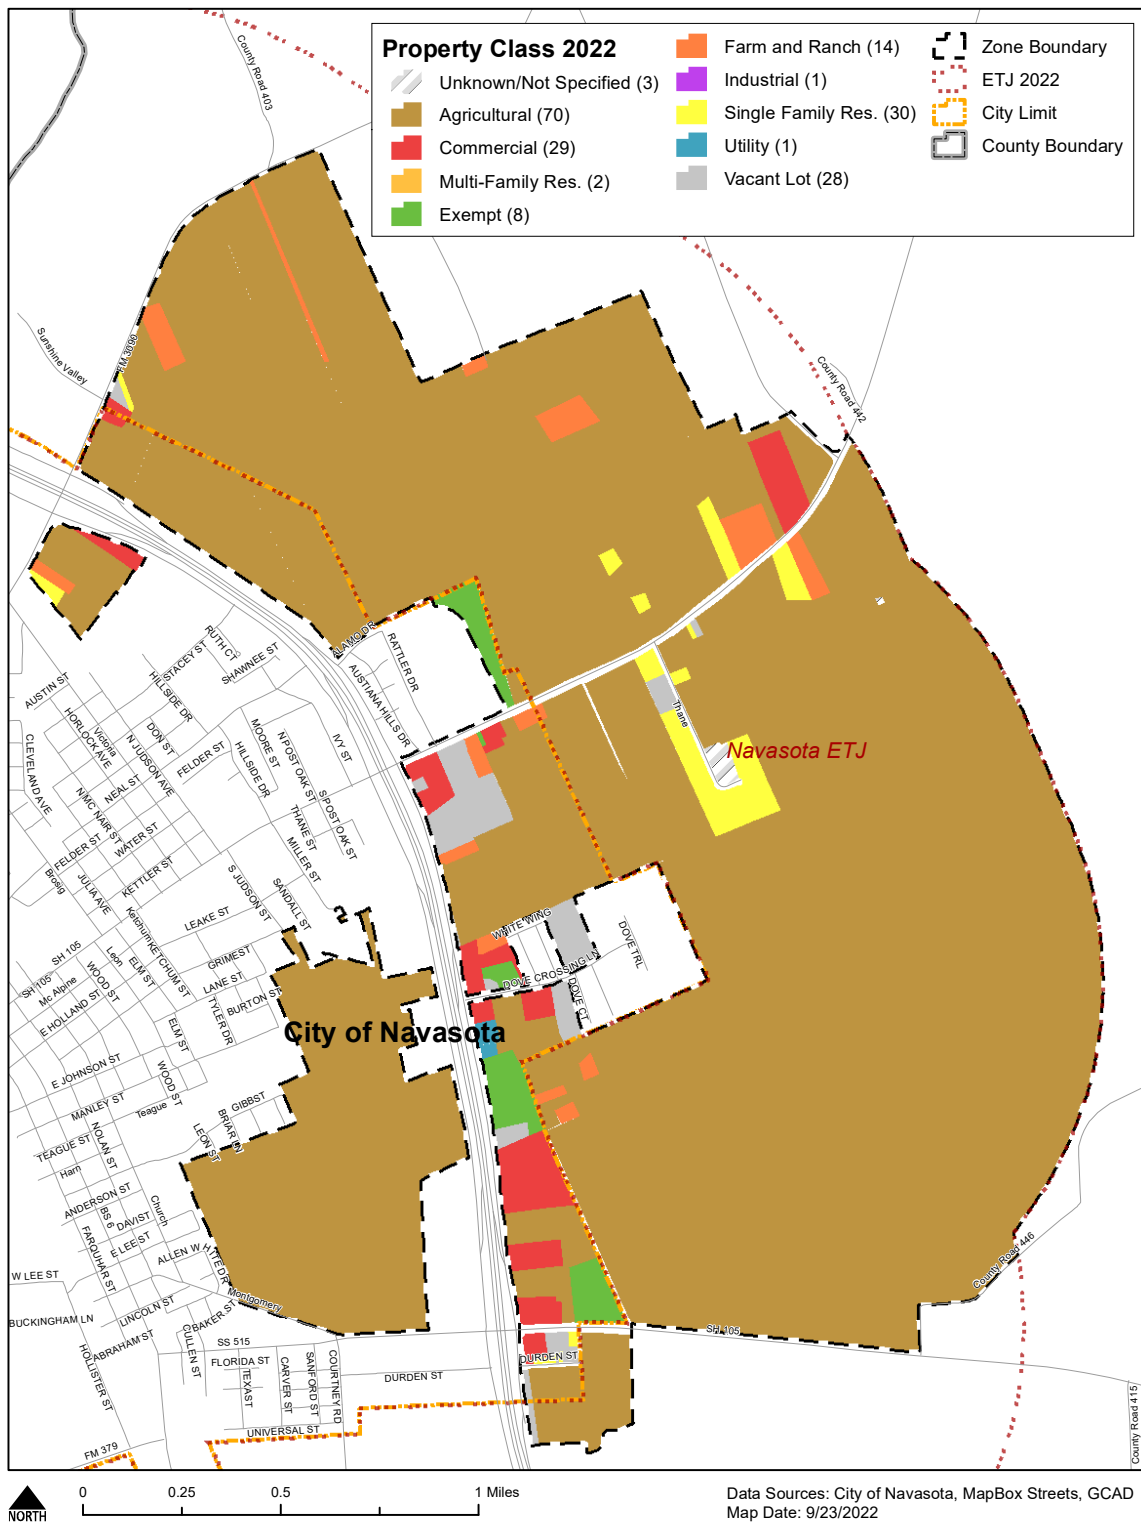 Property Class 2022
Unknown/Not Specified (3)
Agricultural (70)
Commercial (29)
Multi-Family Res. (2)
Exempt (8)
Farm and Ranch (14)
Industrial (1)
Single Family Res. (30)
Utility (1)
Vacant Lot (28)
Zone Boundary
ETJ 2022
City Limit
County Boundary
County Road 403
Sunshine Valley
FM 3090
County Road 442
ALAMO DR
RATTLER DR
AUSTIANA HILLS DR
RUTH CT
STACEY ST
SHAWNEE ST
HILLSIDE DR
AUSTIN ST
HORLOCK AVE
Victoria
DON ST
N JUDSON AVE
FELDER ST
MOORE ST
HILLSIDE DR
N POST OAK ST
IVY ST
CLEVELAND AVE
NEAL ST
N MC NAIR ST
WATER ST
FELDER ST
KETTLER ST
Brosig
JULIA AVE
THANE ST
S POST OAK ST
MILLER ST
S JUDSON ST
SANDALL ST
LEAKE ST
Thane
Navasota ETJ
Ketchum
KETCHUM ST
SH 105
SH 105
Leon
ELM ST
WOOD ST
Mc Alpine
E HOLLAND ST
GRIMEST
LANE ST
BURTON ST
TYLER DR
ELM ST
WHITE WING
DOVE CROSSING LN
DOVE TRL
DOVE CT
City of Navasota
E JOHNSON ST
WOOD ST
MANLEY ST
Teague
GIBBST
BRIAR LN
LEON ST
TEAGUE ST
NOLAN ST
Harn
ANDERSON ST
BS 6
DAVIST
Church
E LEE ST
FARQUHAR ST
ALLEN WHITE DR
W LEE ST
Montgomery
BUCKINGHAM LN
LINCOLN ST
BAKER ST
ABRAHAM ST
CULLEN ST
HOLLISTER ST
SS 515
FLORIDA ST
TEXAST
CARVER ST
SANFORD ST
COURTNEY RD
DURDEN ST
DURDEN ST
UNIVERSAL ST
FM 379
SH 105
County Road 446
County Road 415
NORTH
0 0.25 0.5 1 Miles
Data Sources: City of Navasota, MapBox Streets, GCAD
Map Date: 9/23/2022